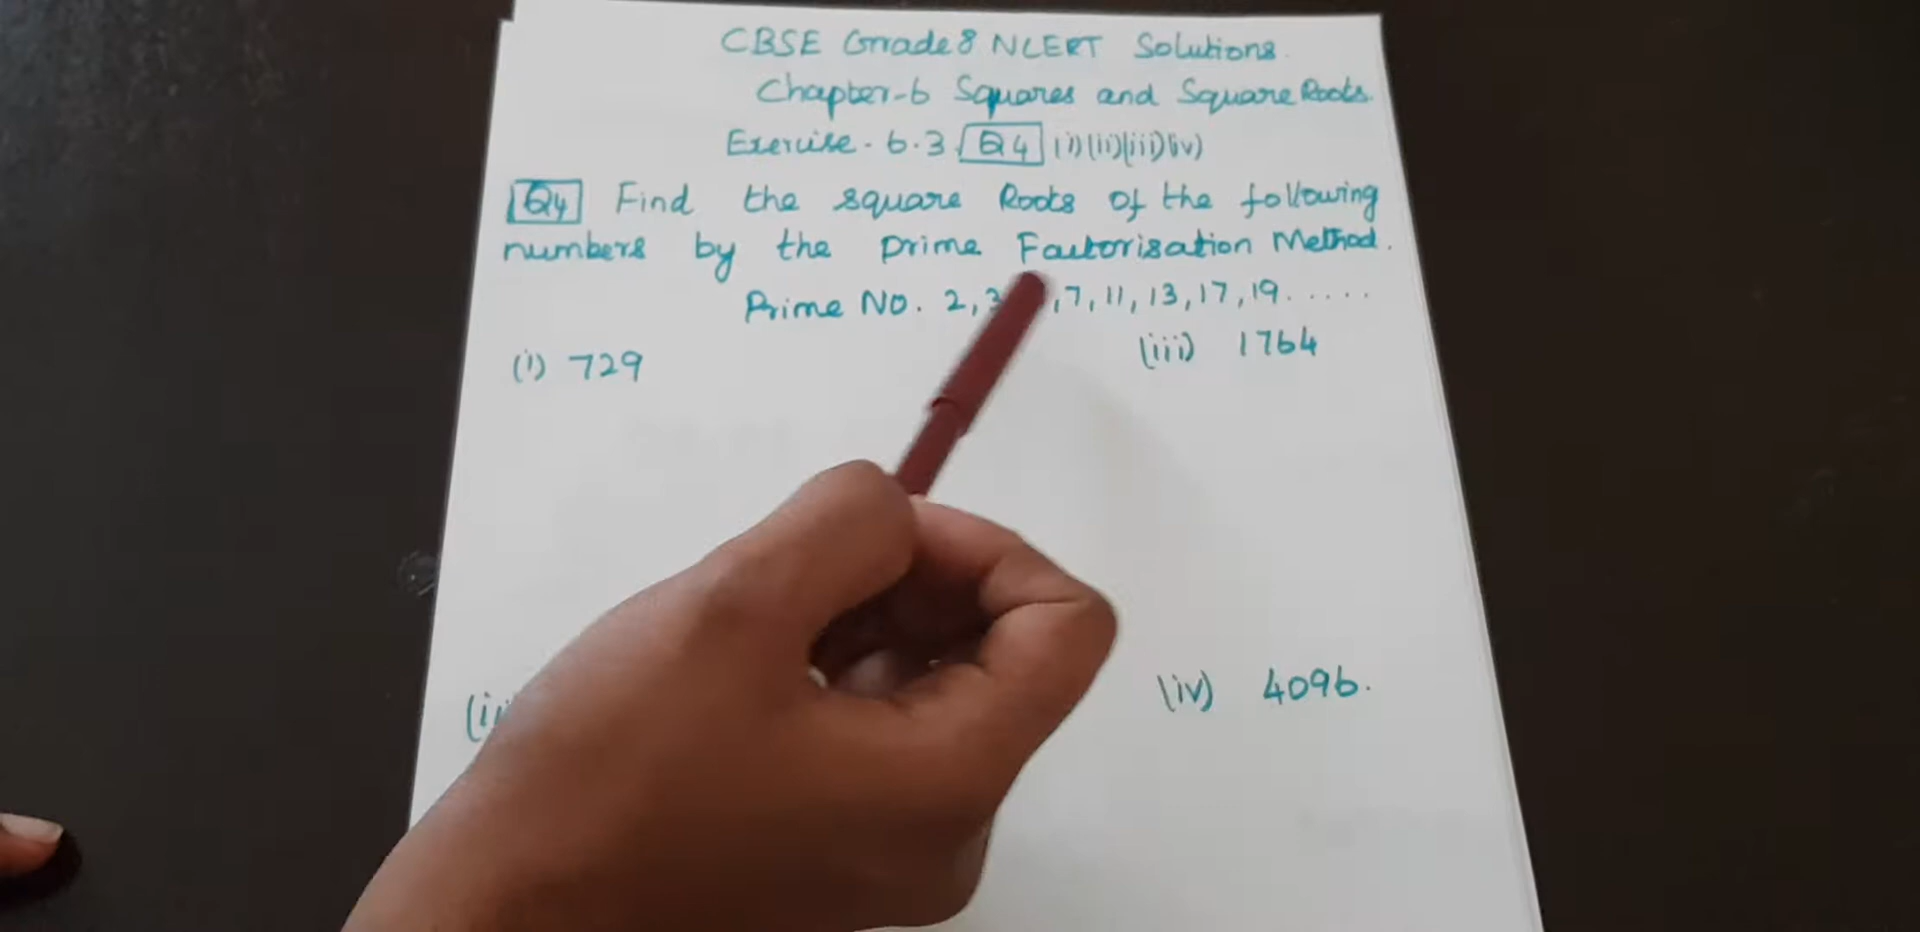 CBSE Grade 8 NCERT Solutions.
Chapter-6 Squares and Square Roots.
Exercise - 6.3 Q4 (i)(ii)(iii)(iv)
Q4 Find the square Roots of the following
numbers by the prime Factorisation Method.
Prime No. 2, 3 , 7, 11, 13, 17, 19.....
(i) 729
(iii) 1764
(iv) 4096.